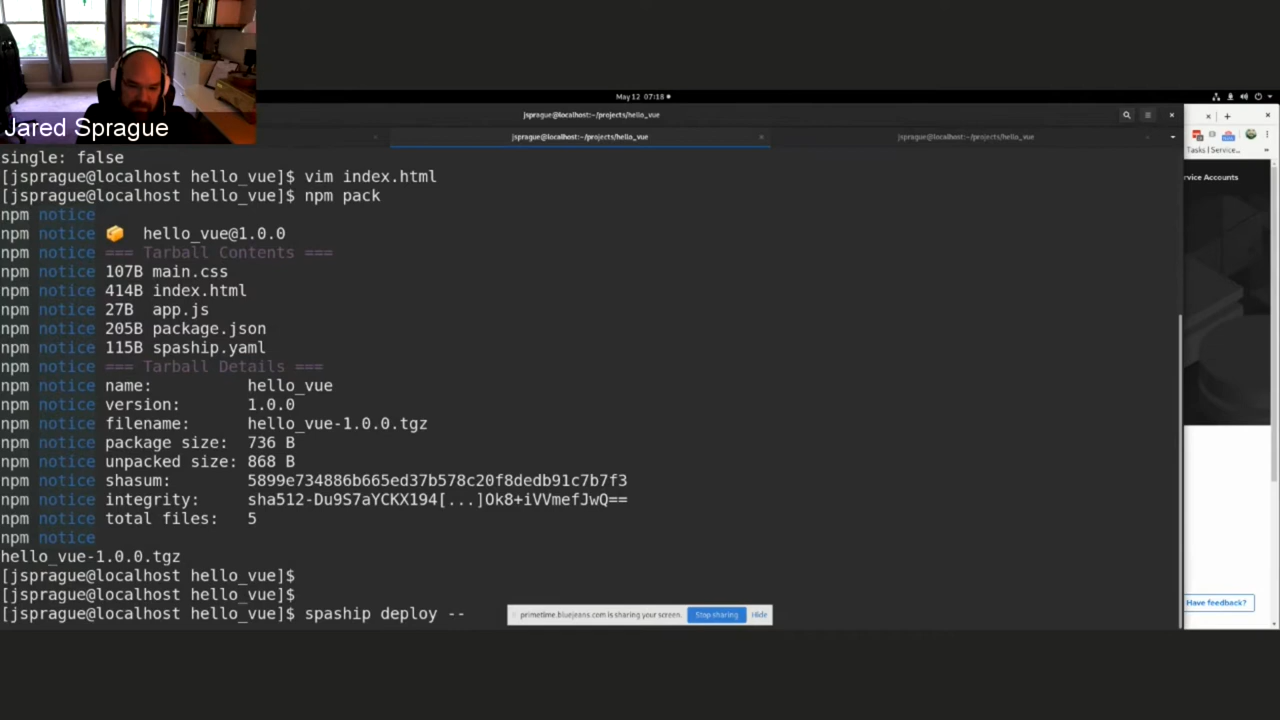 May 12 07:18
jsprague@localhost:~/projects/hello_vue
jsprague@localhost:~/projects/hello_vue
jsprague@localhost:~/projects/hello_vue
Jared Sprague
Tasks | Service...
rvice Accounts
single: false
[jsprague@localhost hello_vue]$ vim index.html
[jsprague@localhost hello_vue]$ npm pack
npm notice
npm notice 📦 hello_vue@1.0.0
npm notice === Tarball Contents ===
npm notice 107B main.css
npm notice 414B index.html
npm notice 27B app.js
npm notice 205B package.json
npm notice 115B spaship.yaml
npm notice === Tarball Details ===
npm notice name: hello_vue
npm notice version: 1.0.0
npm notice filename: hello_vue-1.0.0.tgz
npm notice package size: 736 B
npm notice unpacked size: 868 B
npm notice shasum: 5899e734886b665ed37b578c20f8dedb91c7b7f3
npm notice integrity: sha512-Du9S7aYCKX194[...]Ok8+iVVmefJwQ==
npm notice total files: 5
npm notice
hello_vue-1.0.0.tgz
[jsprague@localhost hello_vue]$
[jsprague@localhost hello_vue]$
[jsprague@localhost hello_vue]$ spaship deploy --
primetime.bluejeans.com is sharing your screen. Stop sharing Hide
Have feedback?